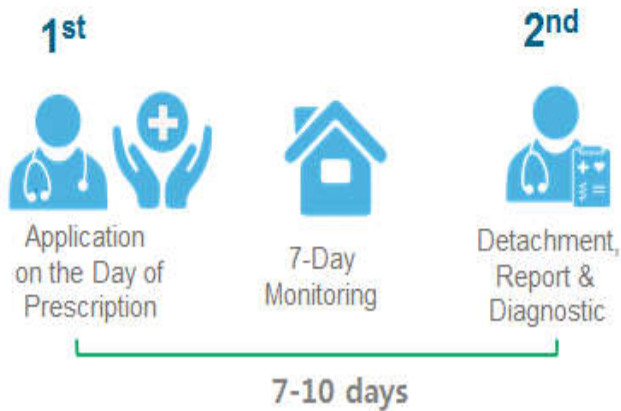 1st
2nd
Application
on the Day of
Prescription
7-Day
Monitoring
Detachment,
Report &
Diagnostic
7-10 days